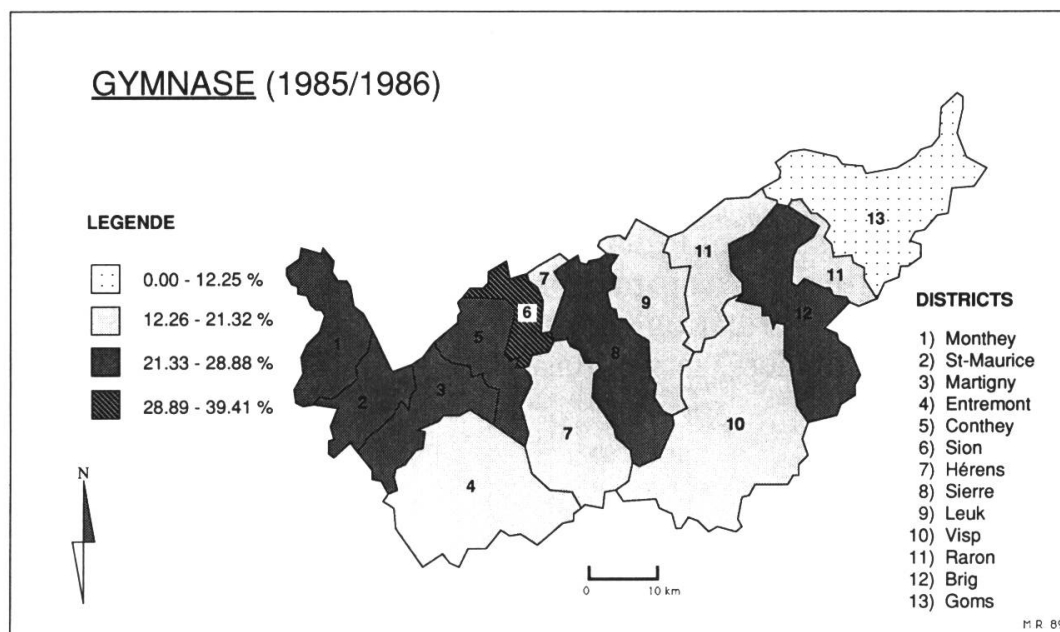 GYMNASE (1985/1986)
LEGENDE
0.00 - 12.25 %
12.26 - 21.32 %
21.33 - 28.88 %
28.89 - 39.41 %
N
1
2
3
4
5
6
7
7
8
9
10
11
11
12
13
0 10 km
DISTRICTS
1) Monthey
2) St-Maurice
3) Martigny
4) Entremont
5) Conthey
6) Sion
7) Hérens
8) Sierre
9) Leuk
10) Visp
11) Raron
12) Brig
13) Goms
M R 89